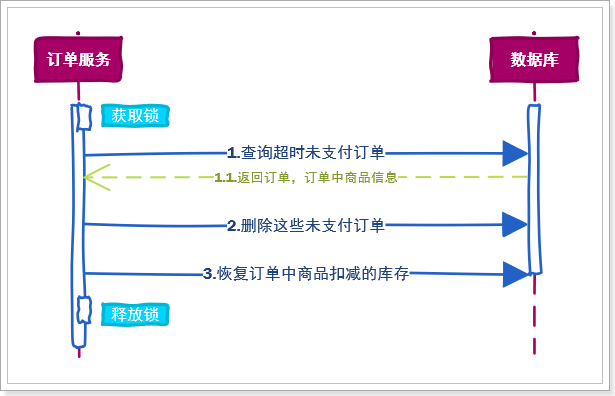 订单服务
数据库
获取锁
1.查询超时未支付订单
1.1.返回订单，订单中商品信息
2.删除这些未支付订单
3.恢复订单中商品扣减的库存
释放锁